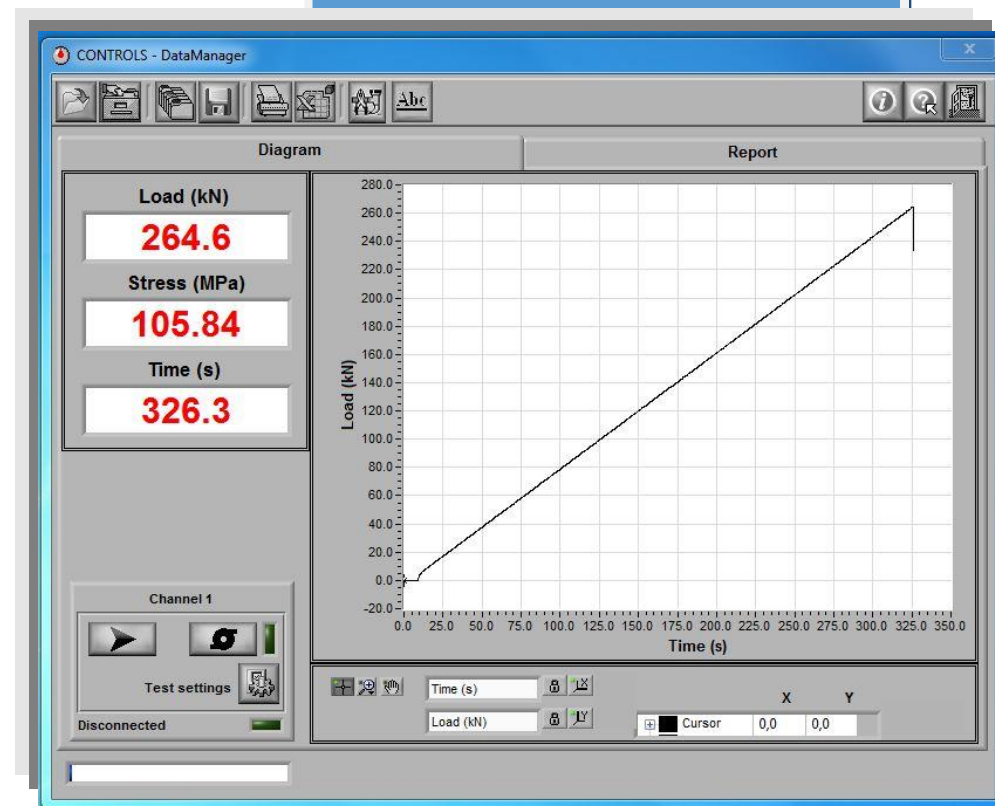 CONTROLS - DataManager
Abc
Diagram
Report
Load (kN)
264.6
Stress (MPa)
105.84
Time (s)
326.3
Load (kN)
280.0
260.0
240.0
220.0
200.0
180.0
160.0
140.0
120.0
100.0
80.0
60.0
40.0
20.0
0.0
-20.0
0.0 25.0 50.0 75.0 100.0 125.0 150.0 175.0 200.0 225.0 250.0 275.0 300.0 325.0 350.0
Time (s)
Channel 1
Test settings
Disconnected
Time (s) X
Load (kN) Y
X Y
Cursor 0,0 0,0